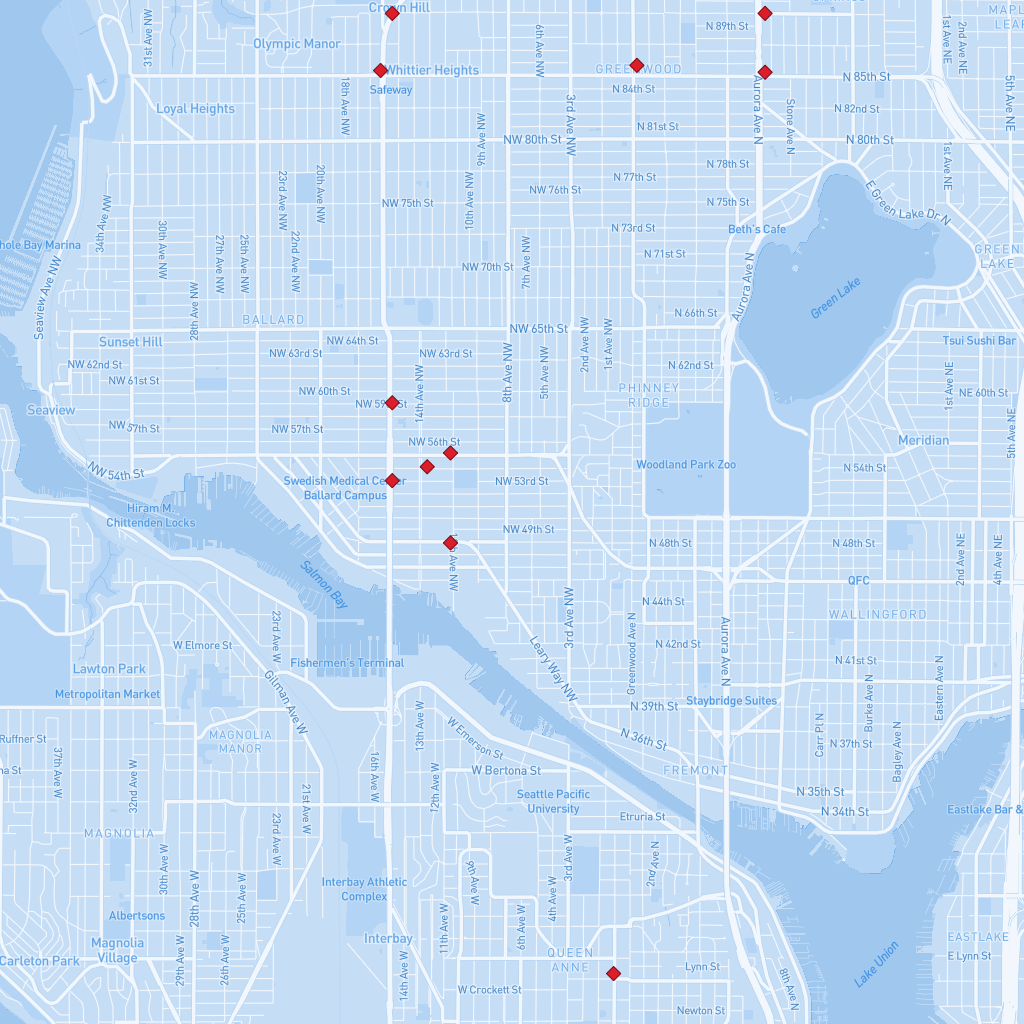 Crown Hill
MAPLE
31st Ave NW
Olympic Manor
6th Ave NW
N 89th St
1st Ave NE
2nd Ave NE
18th Ave NW
Whittier Heights
GREENWOOD
N 85th St
Safeway
N 84th St
5th Ave NE
Loyal Heights
3rd Ave NW
Aurora Ave N
Stone Ave N
N 82nd St
9th Ave NW
N 81st St
NW 80th St
N 80th St
1st Ave NE
23rd Ave NW
20th Ave NW
10th Ave NW
N 78th St
N 77th St
NW 76th St
34th Ave NW
NW 75th St
N 75th St
E Green Lake Dr N
30th Ave NW
27th Ave NW
25th Ave NW
22nd Ave NW
N 73rd St
Beth's Cafe
hole Bay Marina
7th Ave NW
N 71st St
GREEN
LAKE
Seaview Ave NW
28th Ave NW
NW 70th St
Aurora Ave N
Green Lake
BALLARD
N 66th St
NW 65th St
Sunset Hill
NW 64th St
NW 63rd St
NW 63rd St
2nd Ave NW
1st Ave NW
Tsui Sushi Bar
NW 62nd St
N 62nd St
NW 61st St
14th Ave NW
8th Ave NW
5th Ave NW
PHINNEY
RIDGE
1st Ave NE
NW 60th St
NE 60th St
Seaview
NW 59th St
NW 57th St
NW 57th St
5th Ave NE
NW 56th St
Meridian
NW 54th St
Woodland Park Zoo
N 54th St
Swedish Medical Center
Ballard Campus
NW 53rd St
Hiram M.
Chittenden Locks
NW 49th St
N 48th St
N 48th St
2nd Ave NE
4th Ave NE
Salmon Bay
QFC
3rd Ave NW
N 44th St
WALLINGFORD
23rd Ave W
W Elmore St
Leary Way NW
Greenwood Ave N
Aurora Ave N
N 42nd St
Fishermen's Terminal
N 41st St
Lawton Park
Eastern Ave N
Metropolitan Market
Gilman Ave W
Burke Ave N
Staybridge Suites
N 39th St
13th Ave W
Carr Pl N
Ruffner St
MAGNOLIA
MANOR
W Emerson St
N 36th St
N 37th St
Bagley Ave N
37th Ave W
16th Ave W
W Bertona St
FREMONT
32nd Ave W
21st Ave W
12th Ave W
Seattle Pacific
University
N 35th St
N 34th St
MAGNOLIA
23rd Ave W
Etruria St
Eastlake Bar &
30th Ave W
3rd Ave W
2nd Ave N
28th Ave W
25th Ave W
Interbay Athletic
Complex
9th Ave W
4th Ave W
Albertsons
11th Ave W
6th Ave W
Magnolia
Village
Interbay
QUEEN
ANNE
EASTLAKE
Carleton Park
29th Ave W
26th Ave W
14th Ave W
Lynn St
E Lynn St
Lake Union
8th Ave N
W Crockett St
Newton St